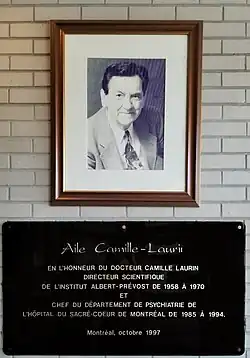 Aile Camille-Laurin
EN L'HONNEUR DU DOCTEUR CAMILLE LAURIN
DIRECTEUR SCIENTIFIQUE
DE L'INSTITUT ALBERT-PRÉVOST DE 1958 À 1970
ET
CHEF DU DÉPARTEMENT DE PSYCHIATRIE DE
L'HÔPITAL DU SACRÉ-COEUR DE MONTRÉAL DE 1985 À 1994.
Montréal, octobre 1997